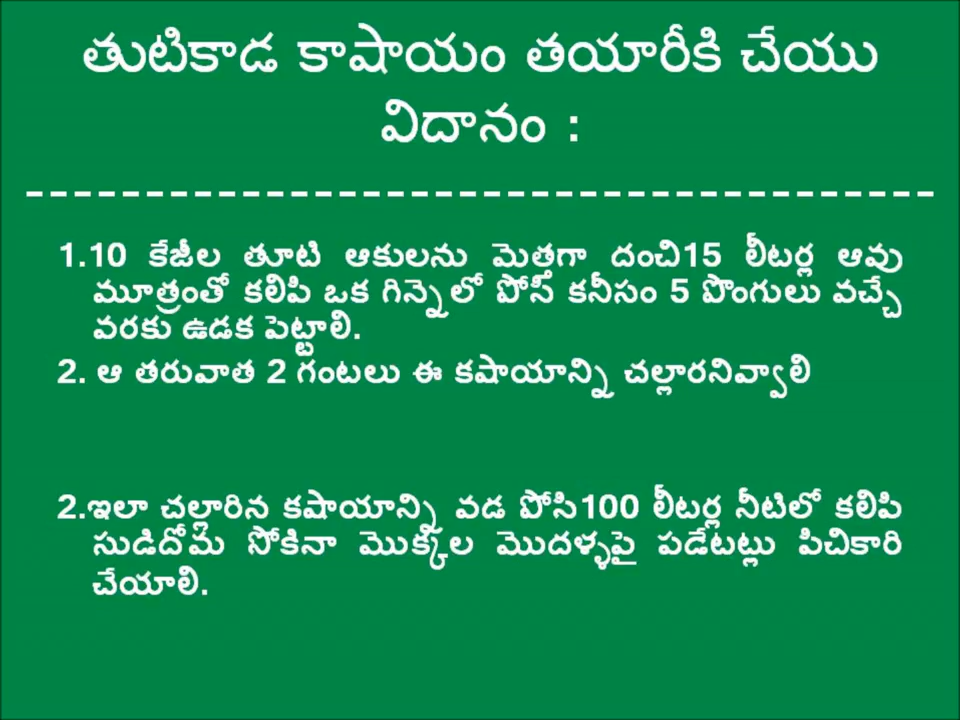 తుటికాడ కాషాయం తయారీకి చేయు
విదానం :
--------------------------------------
1.10 కేజీల తూటి ఆకులను మెత్తగా దంచి15 లీటర్ల ఆవు
మూత్రంతో కలిపి ఒక గిన్నెలో పోస్ కనీసం 5 పొంగులు వచ్చే
వరకు ఉడక పెట్టాలి.
2. ఆ తరువాత 2 గంటలు ఈ కషాయాన్ని చల్లారనివ్వాలి
2.ఇలా చల్లారిన కషాయాన్ని వడ పోసి100 లీటర్ల నీటిలో కలిపి
సుడిదోమ సోకినా మొక్కల మొదళ్ళపై పడేటట్లు పిచికారి
చేయాలి.